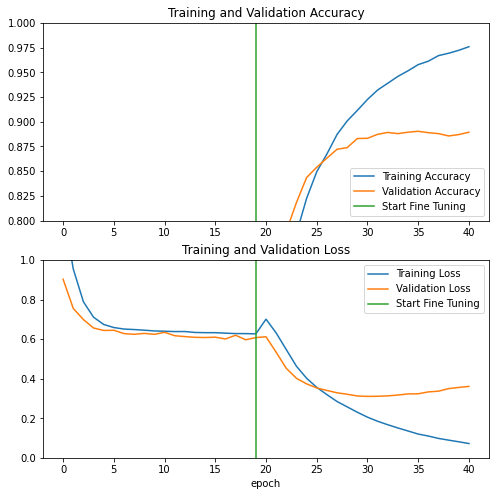 Training and Validation Accuracy
1.000
0.975
0.950
0.925
0.900
0.875
0.850
0.825
0.800
Training Accuracy
Validation Accuracy
Start Fine Tuning
0 5 10 15 20 25 30 35 40
Training and Validation Loss
1.0
0.8
0.6
0.4
0.2
0.0
Training Loss
Validation Loss
Start Fine Tuning
0 5 10 15 20 25 30 35 40
epoch